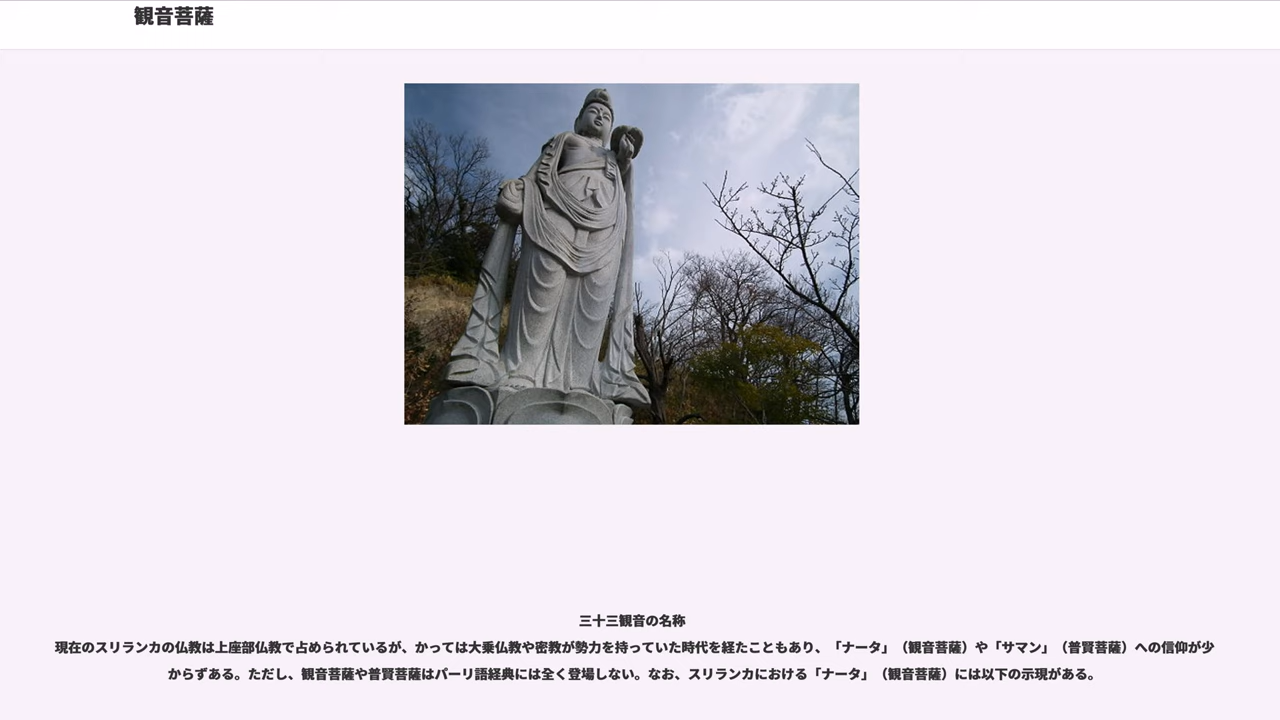 観音菩薩
三十三観音の名称
現在のスリランカの仏教は上座部仏教で占められているが、かっては大乗仏教や密教が勢力を持っていた時代を経たこともあり、「ナータ」（観音菩薩）や「サマン」（普賢菩薩）への信仰が少
からずある。ただし、観音菩薩や普賢菩薩はパーリ語経典には全く登場しない。なお、スリランカにおける「ナータ」（観音菩薩）には以下の示現がある。